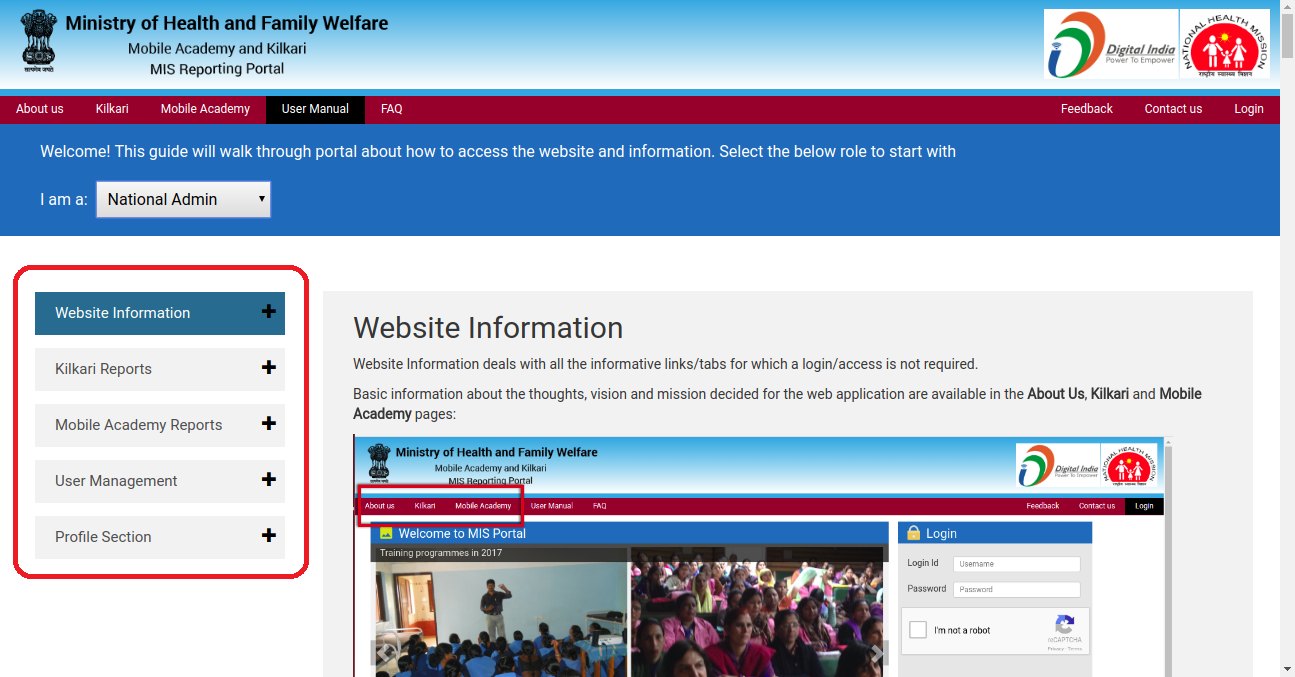 Ministry of Health and Family Welfare
Mobile Academy and Kilkari
MIS Reporting Portal
सत्यमेव जयते
Digital India
Power To Empower
NATIONAL HEALTH MISSION
राष्ट्रीय स्वास्थ्य मिशन
About us Kilkari Mobile Academy User Manual FAQ Feedback Contact us Login
Welcome! This guide will walk through portal about how to access the website and information. Select the below role to start with
I am a: National Admin
Website Information
Kilkari Reports
Mobile Academy Reports
User Management
Profile Section
Website Information
Website Information deals with all the informative links/tabs for which a login/access is not required.
Basic information about the thoughts, vision and mission decided for the web application are available in the About Us, Kilkari and Mobile
Academy pages:
Ministry of Health and Family Welfare
Mobile Academy and Kilkari
MIS Reporting Portal
Digital India
Power To Empower
NATIONAL HEALTH MISSION
About us Kilkari Mobile Academy User Manual FAQ Feedback Contact us Login
Welcome to MIS Portal
Training programmes in 2017
Login
Login Id Username
Password Password
I'm not a robot
reCAPTCHA
Privacy - Terms